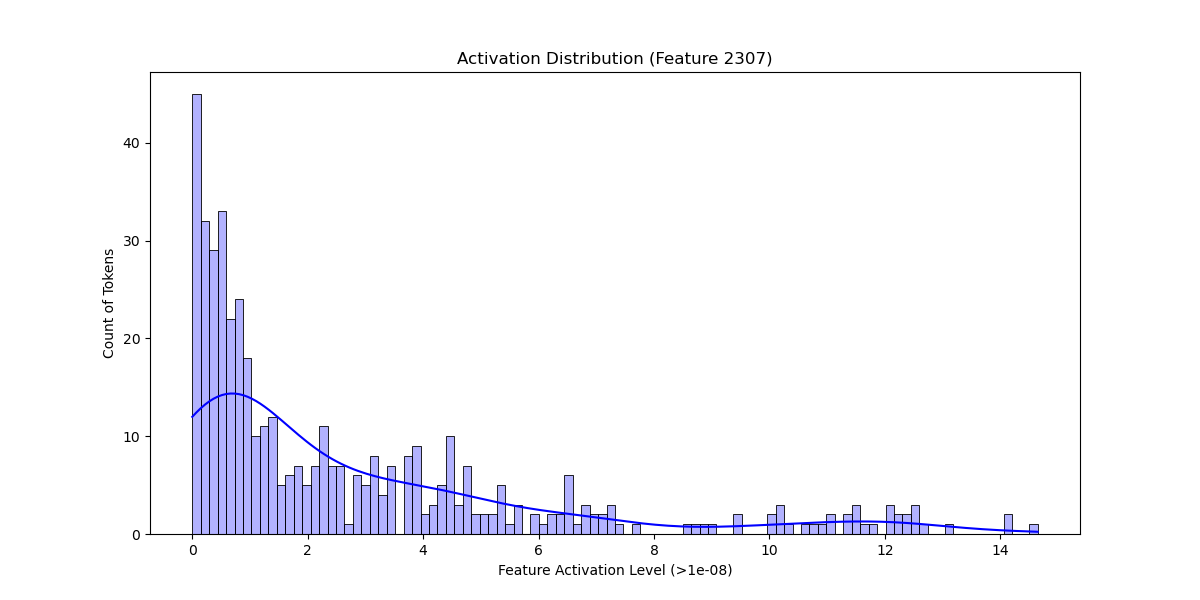 Activation Distribution (Feature 2307)
Count of Tokens
40
30
20
10
0
0 2 4 6 8 10 12 14
Feature Activation Level (>1e-08)